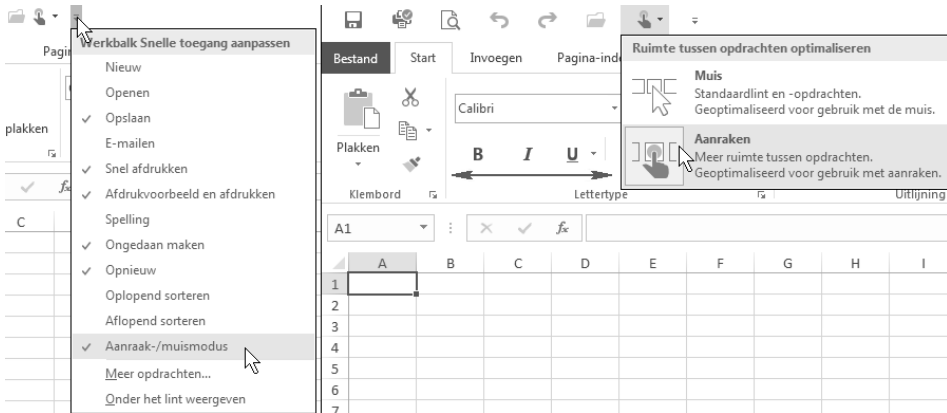 Pagin
plakken
C
Werkbalk Snelle toegang aanpassen
Nieuw
Openen
Opslaan
E-mailen
Snel afdrukken
Afdrukvoorbeeld en afdrukken
Spelling
Ongedaan maken
Opnieuw
Oplopend sorteren
Aflopend sorteren
Aanraak-/muismodus
Meer opdrachten...
Onder het lint weergeven
Bestand Start Invoegen Pagina-inde
Ruimte tussen opdrachten optimaliseren
Muis
Standaardlint en -opdrachten.
Geoptimaliseerd voor gebruik met de muis.
Aanraken
Meer ruimte tussen opdrachten.
Geoptimaliseerd voor gebruik met aanraken.
Plakken
Calibri
B I U
Klembord Lettertype Uitlijning
A1 fx
A B C D E F G H I
1
2
3
4
5
6
7